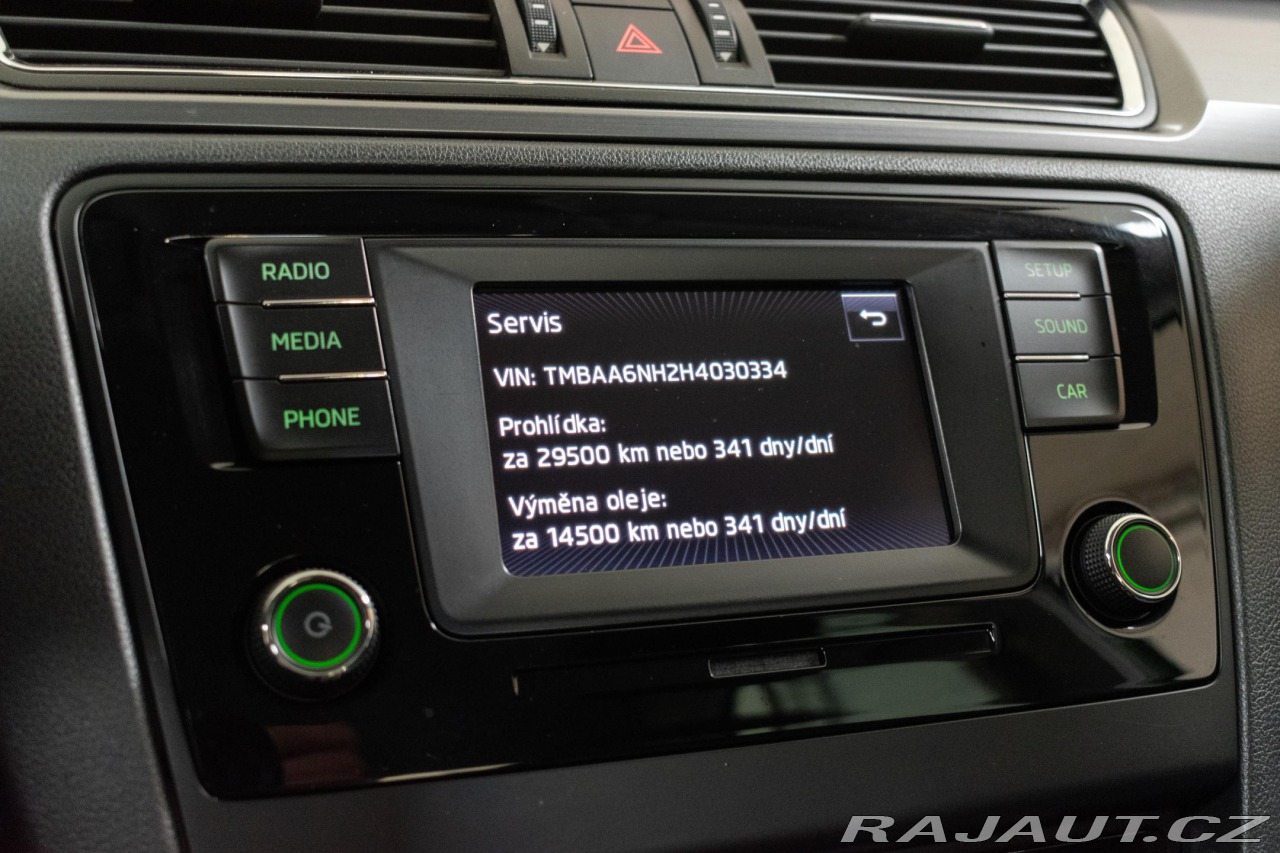 RADIO
MEDIA
PHONE
Servis
VIN: TMBAA6NH2H4030334
Prohlídka:
za 29500 km nebo 341 dny/dní
Výměna oleje:
za 14500 km nebo 341 dny/dní
SETUP
SOUND
CAR
RAJAUT.CZ